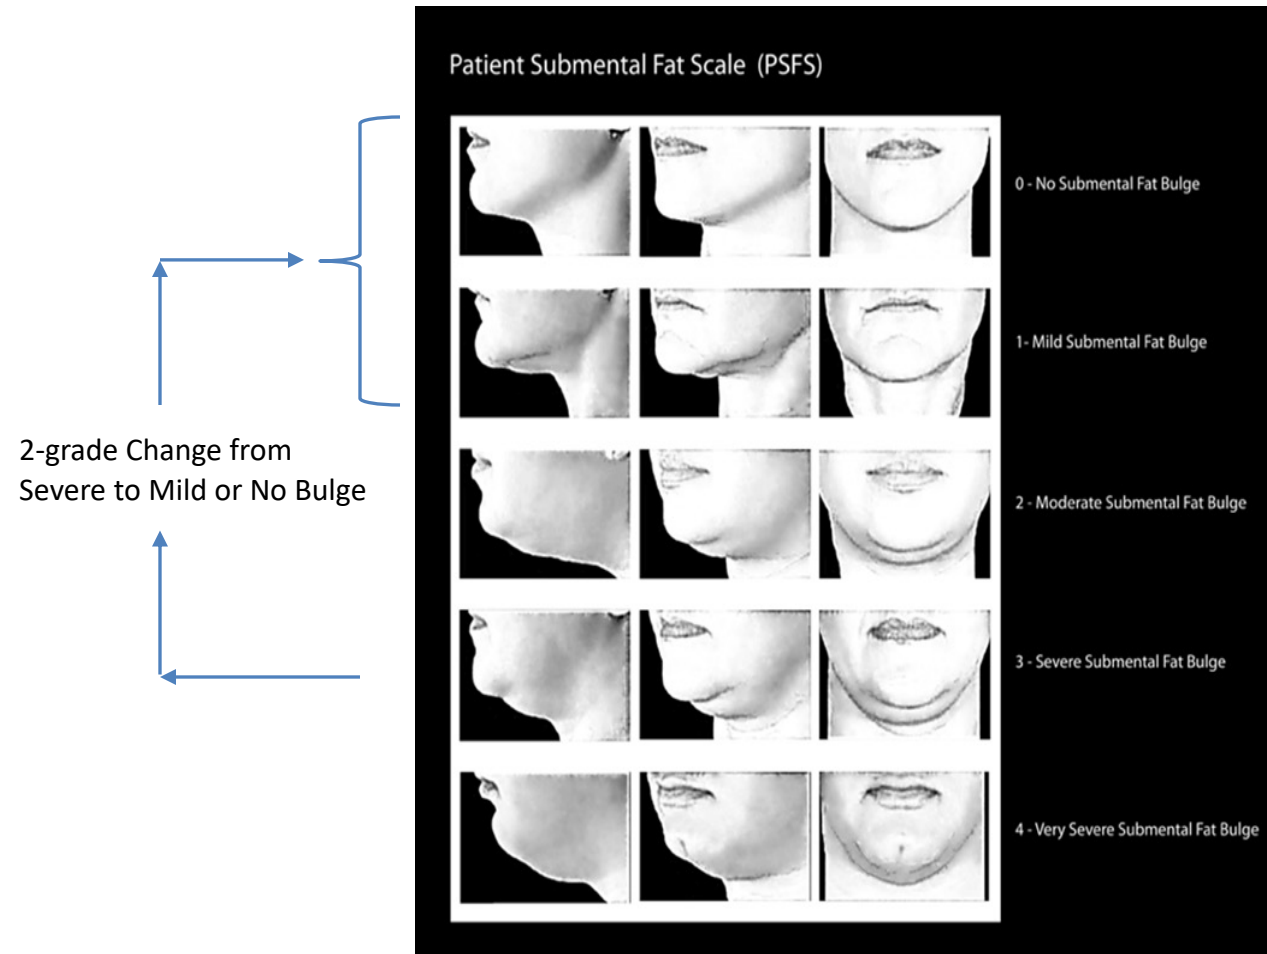 Patient Submental Fat Scale (PSFS)
0 - No Submental Fat Bulge
1- Mild Submental Fat Bulge
2-grade Change from
Severe to Mild or No Bulge
2 - Moderate Submental Fat Bulge
3 - Severe Submental Fat Bulge
4 - Very Severe Submental Fat Bulge